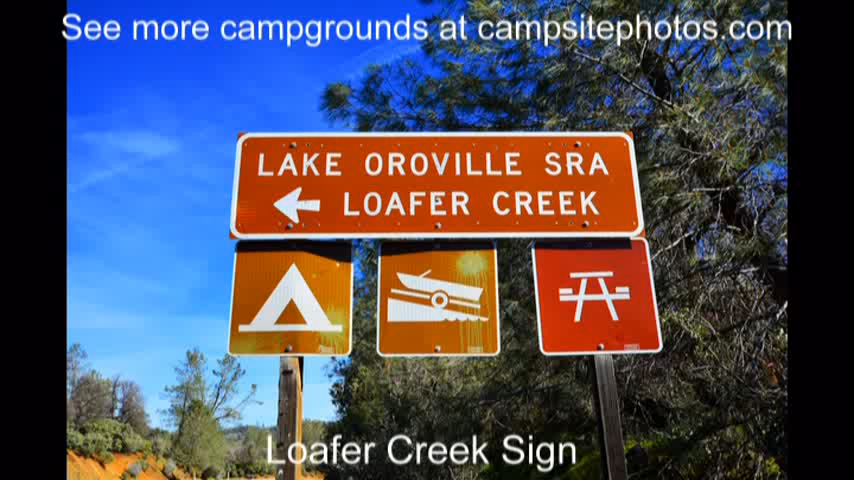 See more campgrounds at campsitephotos.com
LAKE OROVILLE SRA
LOAFER CREEK
Loafer Creek Sign